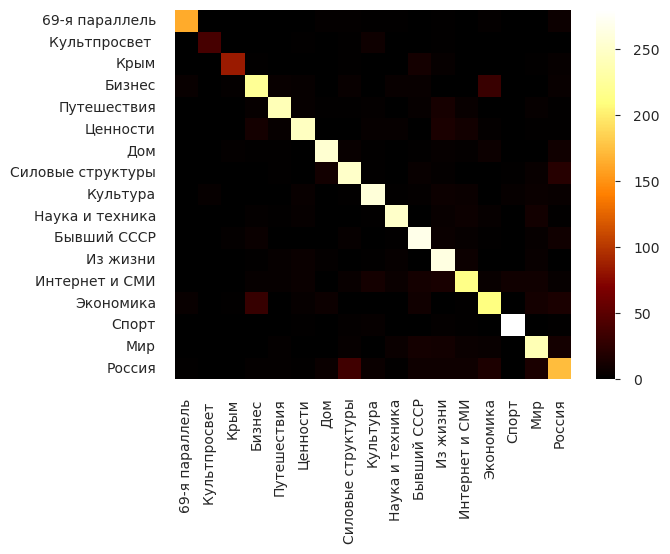 69-я параллель
Культпросвет
Крым
Бизнес
Путешествия
Ценности
Дом
Силовые структуры
Культура
Наука и техника
Бывший СССР
Из жизни
Интернет и СМИ
Экономика
Спорт
Мир
Россия
69-я параллель
Культпросвет
Крым
Бизнес
Путешествия
Ценности
Дом
Силовые структуры
Культура
Наука и техника
Бывший СССР
Из жизни
Интернет и СМИ
Экономика
Спорт
Мир
Россия
250
200
150
100
50
0